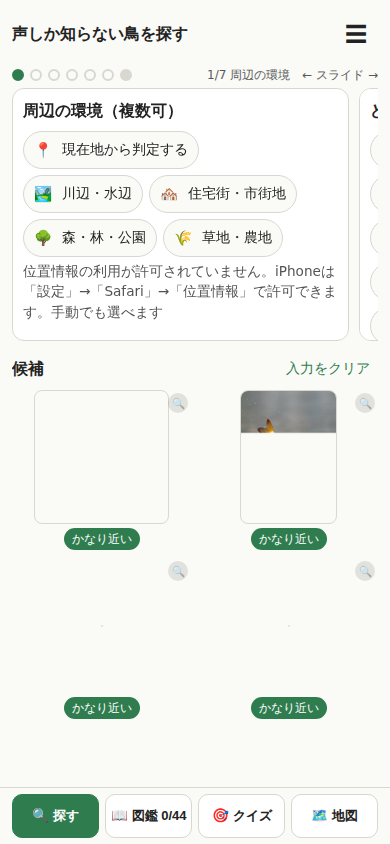 声しか知らない鳥を探す
1/7 周辺の環境 ← スライド →
周辺の環境（複数可）
📍 現在地から判定する
🏞️ 川辺・水辺
🏘️ 住宅街・市街地
🌳 森・林・公園
🌾 草地・農地
位置情報の利用が許可されていません。iPhoneは
「設定」→「Safari」→「位置情報」で許可できま
す。手動でも選べます
候補
入力をクリア
かなり近い
かなり近い
かなり近い
かなり近い
🔍 探す
📖 図鑑 0/44
🎯 クイズ
🗺️ 地図